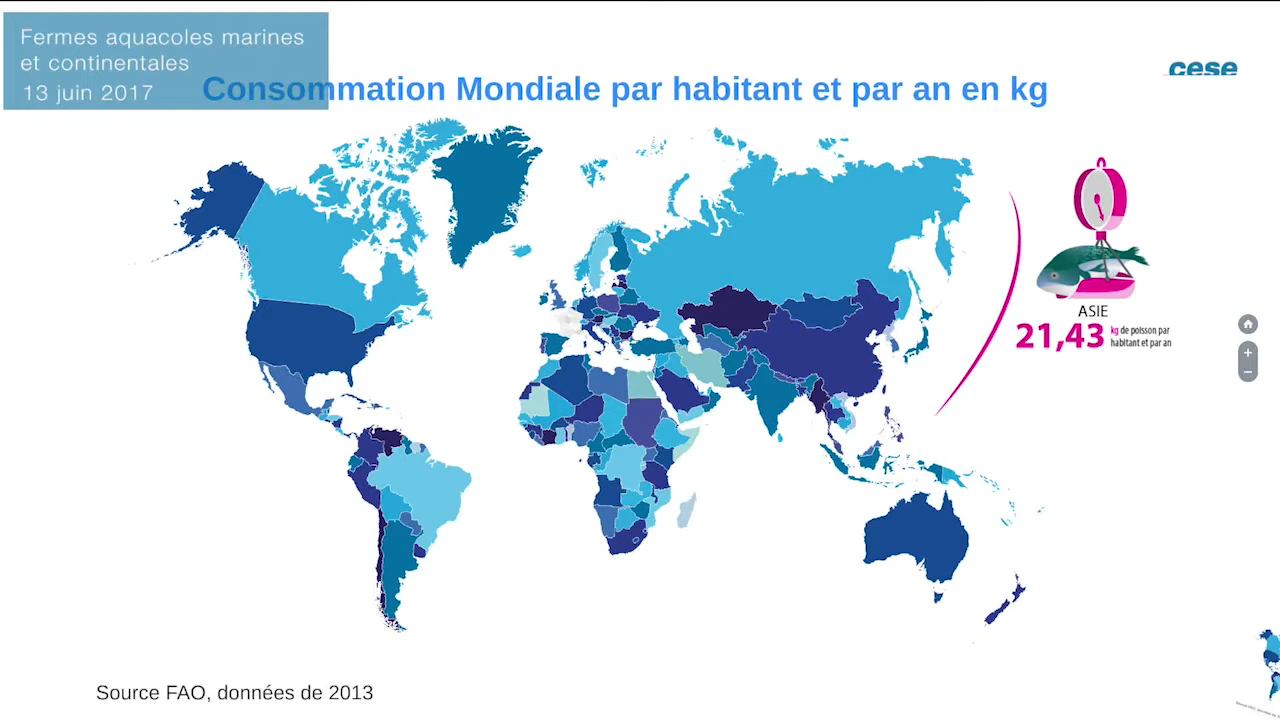 Fermes aquacoles marines
et continentales
13 juin 2017
Consommation Mondiale par habitant et par an en kg
cese
ASIE
21,43 kg de poisson par
habitant et par an
+
−
Source FAO, données de 2013